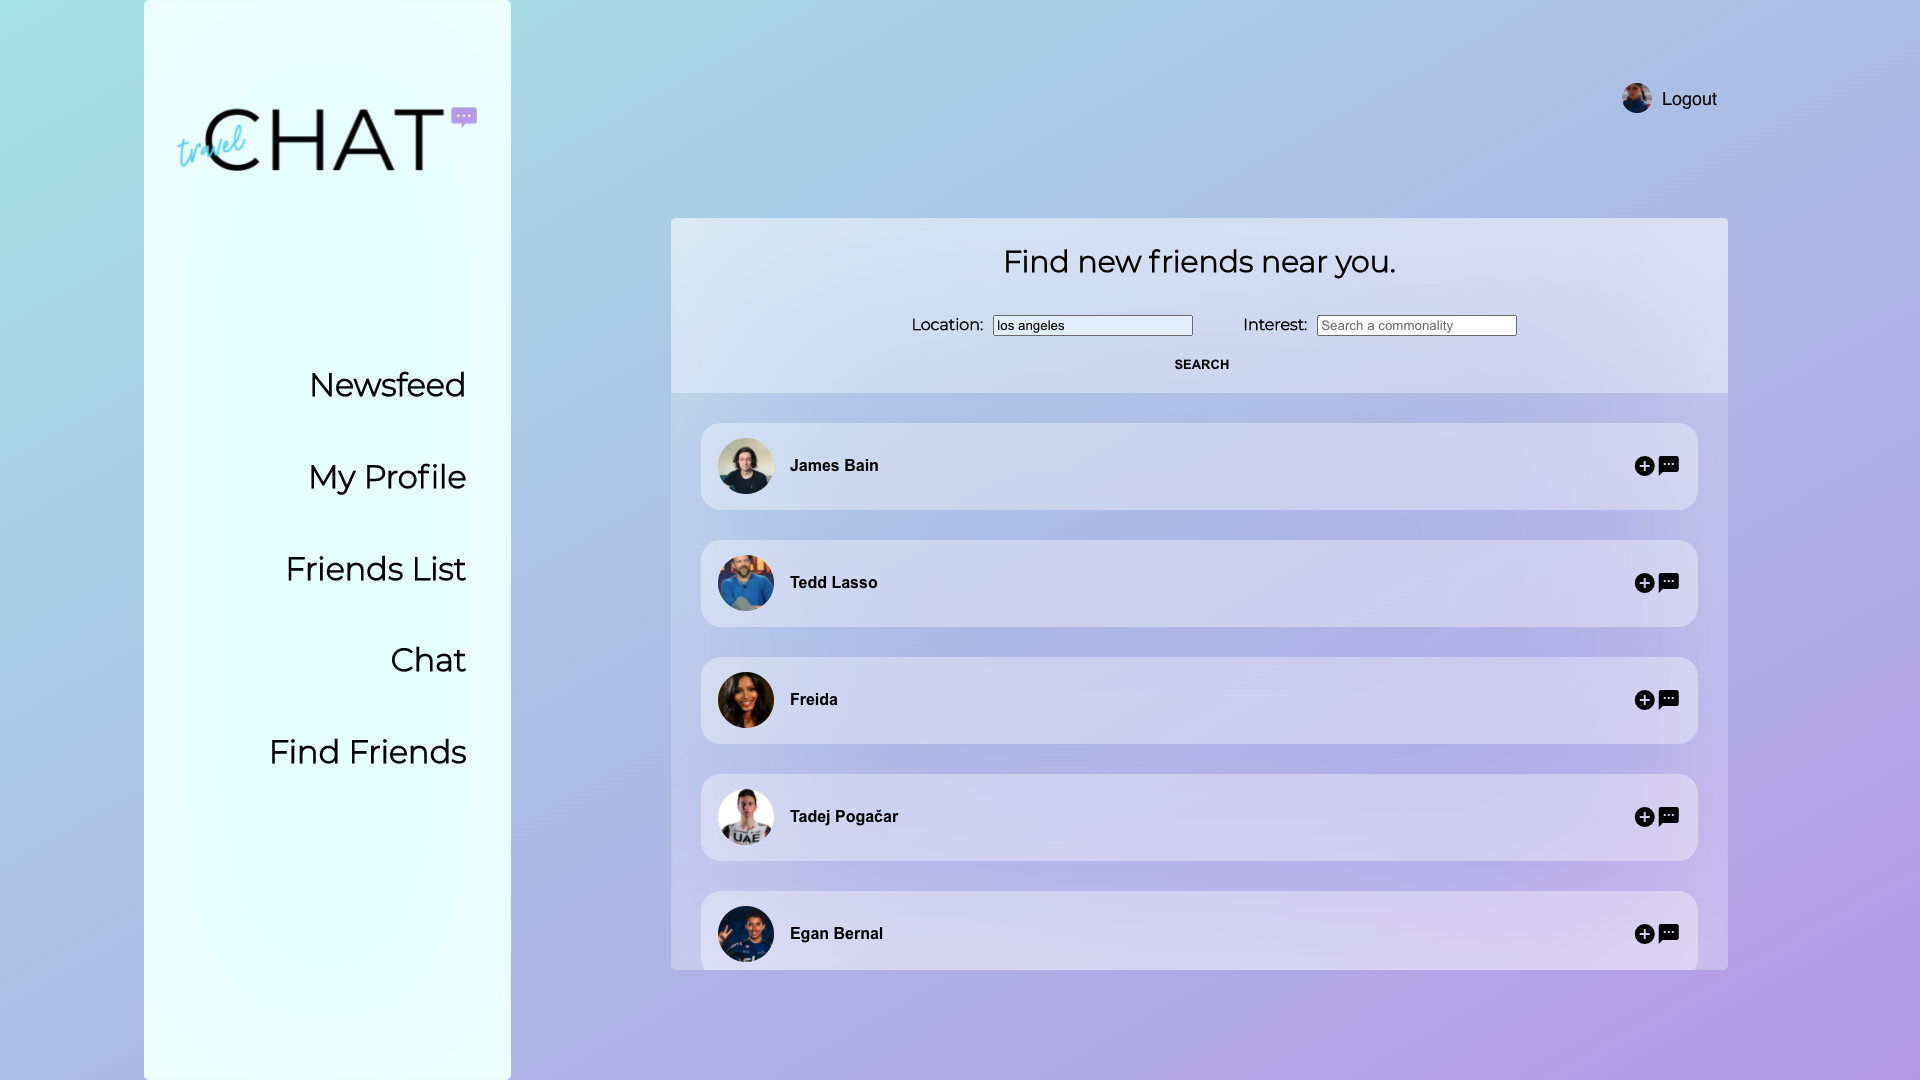 travel CHAT
Logout
Newsfeed
My Profile
Friends List
Chat
Find Friends
Find new friends near you.
Location: los angeles Interest: Search a commonality
SEARCH
James Bain
Tedd Lasso
Freida
Tadej Pogačar
UAE
Egan Bernal